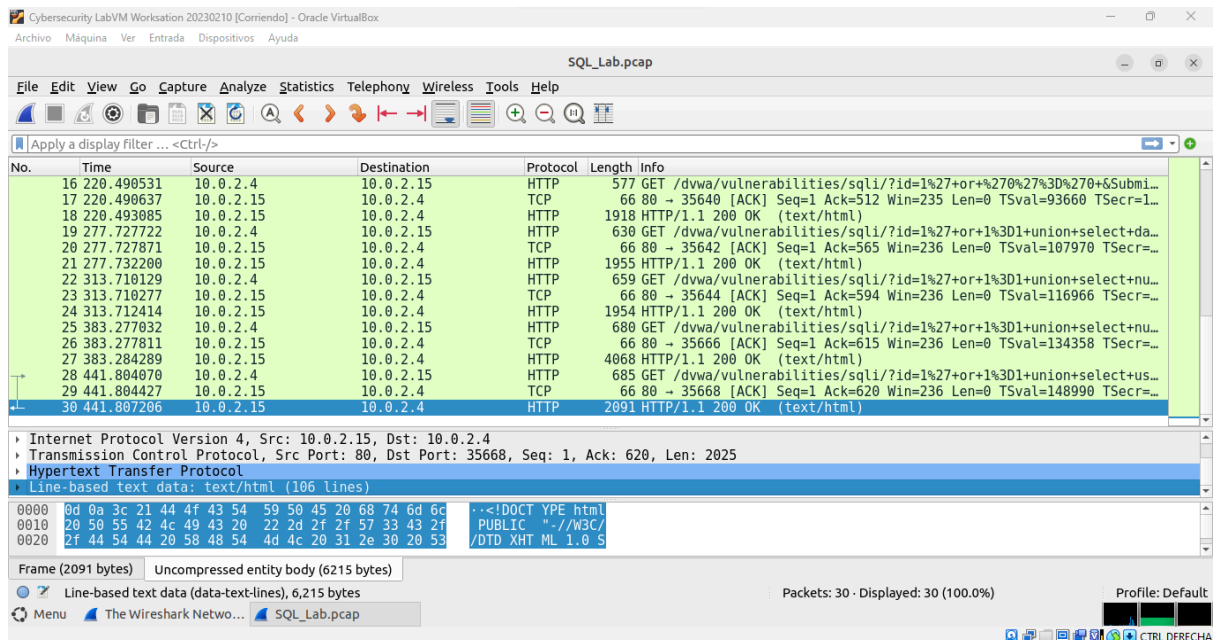 Cybersecurity LabVM Worksation 20230210 [Corriendo] - Oracle VirtualBox
Archivo Máquina Ver Entrada Dispositivos Ayuda
SQL_Lab.pcap
File Edit View Go Capture Analyze Statistics Telephony Wireless Tools Help
Apply a display filter ... <Ctrl-/>
No. Time Source Destination Protocol Length Info
16 220.490531 10.0.2.4 10.0.2.15 HTTP 577 GET /dvwa/vulnerabilities/sqli/?id=1%27+or+%270%27%3D%270+&Submi…
17 220.490637 10.0.2.15 10.0.2.4 TCP 66 80 → 35640 [ACK] Seq=1 Ack=512 Win=235 Len=0 TSval=93660 TSecr=1…
18 220.493085 10.0.2.15 10.0.2.4 HTTP 1918 HTTP/1.1 200 OK (text/html)
19 277.727722 10.0.2.4 10.0.2.15 HTTP 630 GET /dvwa/vulnerabilities/sqli/?id=1%27+or+1%3D1+union+select+da…
20 277.727871 10.0.2.15 10.0.2.4 TCP 66 80 → 35642 [ACK] Seq=1 Ack=565 Win=236 Len=0 TSval=107970 TSecr=…
21 277.732200 10.0.2.15 10.0.2.4 HTTP 1955 HTTP/1.1 200 OK (text/html)
22 313.710129 10.0.2.4 10.0.2.15 HTTP 659 GET /dvwa/vulnerabilities/sqli/?id=1%27+or+1%3D1+union+select+nu…
23 313.710277 10.0.2.15 10.0.2.4 TCP 66 80 → 35644 [ACK] Seq=1 Ack=594 Win=236 Len=0 TSval=116966 TSecr=…
24 313.712414 10.0.2.15 10.0.2.4 HTTP 1954 HTTP/1.1 200 OK (text/html)
25 383.277032 10.0.2.4 10.0.2.15 HTTP 680 GET /dvwa/vulnerabilities/sqli/?id=1%27+or+1%3D1+union+select+nu…
26 383.277811 10.0.2.15 10.0.2.4 TCP 66 80 → 35666 [ACK] Seq=1 Ack=615 Win=236 Len=0 TSval=134358 TSecr=…
27 383.284289 10.0.2.15 10.0.2.4 HTTP 4068 HTTP/1.1 200 OK (text/html)
28 441.804070 10.0.2.4 10.0.2.15 HTTP 685 GET /dvwa/vulnerabilities/sqli/?id=1%27+or+1%3D1+union+select+us…
29 441.804427 10.0.2.15 10.0.2.4 TCP 66 80 → 35668 [ACK] Seq=1 Ack=620 Win=236 Len=0 TSval=148990 TSecr=…
30 441.807206 10.0.2.15 10.0.2.4 HTTP 2091 HTTP/1.1 200 OK (text/html)
Internet Protocol Version 4, Src: 10.0.2.15, Dst: 10.0.2.4
Transmission Control Protocol, Src Port: 80, Dst Port: 35668, Seq: 1, Ack: 620, Len: 2025
Hypertext Transfer Protocol
Line-based text data: text/html (106 lines)
0000 0d 0a 3c 21 44 4f 43 54 59 50 45 20 68 74 6d 6c ··<!DOCT YPE html
0010 20 50 55 42 4c 49 43 20 22 2d 2f 2f 57 33 43 2f PUBLIC "-//W3C/
0020 2f 44 54 44 20 58 48 54 4d 4c 20 31 2e 30 20 53 /DTD XHT ML 1.0 S
Frame (2091 bytes) Uncompressed entity body (6215 bytes)
Line-based text data (data-text-lines), 6,215 bytes Packets: 30 · Displayed: 30 (100.0%) Profile: Default
Menu The Wireshark Netwo... SQL_Lab.pcap
CTRL DERECHA